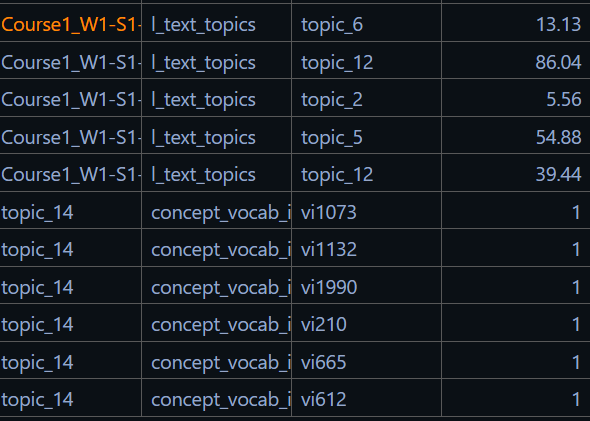 Course1_W1-S1- l_text_topics topic_6 13.13
Course1_W1-S1- l_text_topics topic_12 86.04
Course1_W1-S1- l_text_topics topic_2 5.56
Course1_W1-S1- l_text_topics topic_5 54.88
Course1_W1-S1- l_text_topics topic_12 39.44
topic_14 concept_vocab_i vi1073 1
topic_14 concept_vocab_i vi1132 1
topic_14 concept_vocab_i vi1990 1
topic_14 concept_vocab_i vi210 1
topic_14 concept_vocab_i vi665 1
topic_14 concept_vocab_i vi612 1